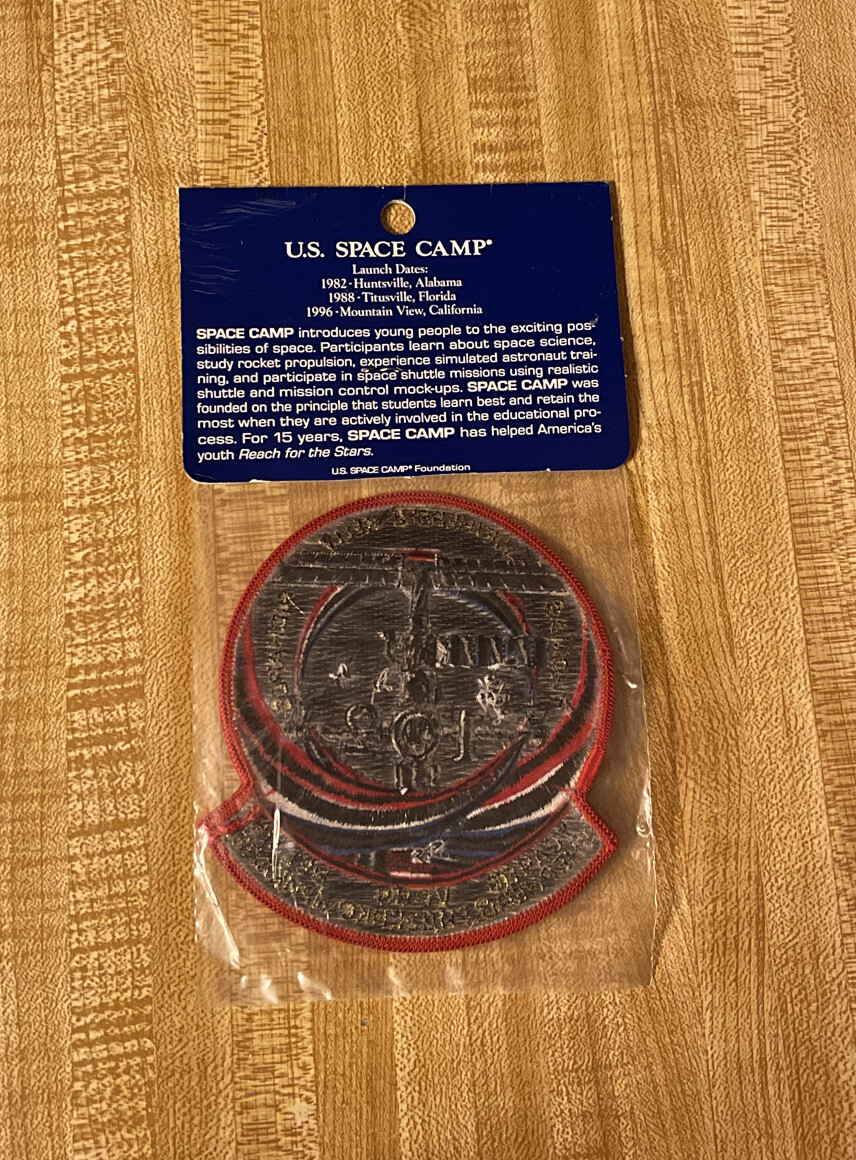 U.S. SPACE CAMP®
Launch Dates:
1982 - Huntsville, Alabama
1988 - Titusville, Florida
1996 - Mountain View, California
SPACE CAMP introduces young people to the exciting pos-
sibilities of space. Participants learn about space science,
study rocket propulsion, experience simulated astronaut trai-
ning, and participate in space shuttle missions using realistic
shuttle and mission control mock-ups. SPACE CAMP was
founded on the principle that students learn best and retain the
most when they are actively involved in the educational pro-
cess. For 15 years, SPACE CAMP has helped America's
youth Reach for the Stars.
U.S. SPACE CAMP® Foundation